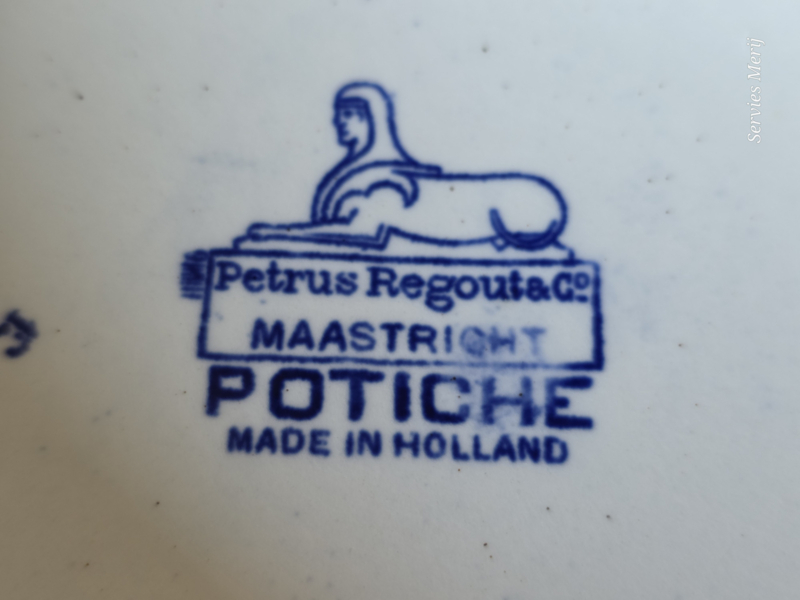 Petrus Regout & Cº
MAASTRICHT
POTICHE
MADE IN HOLLAND
Servies Merij